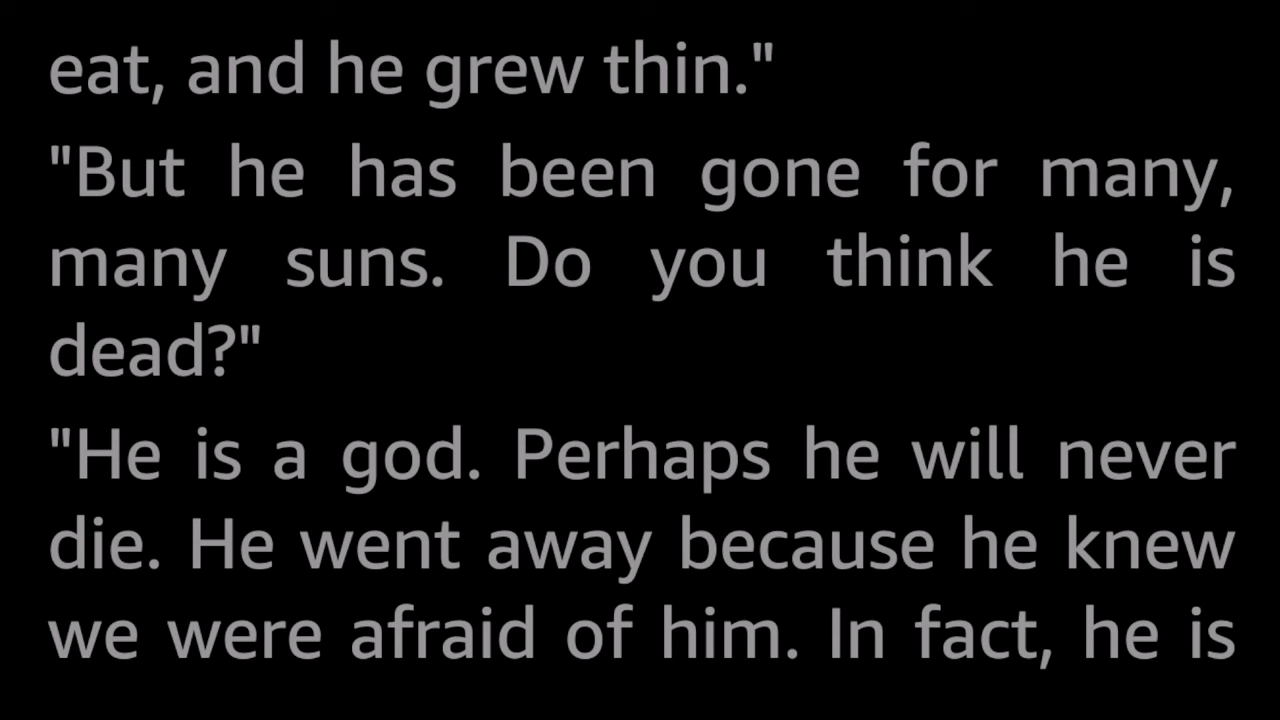 eat, and he grew thin."
"But he has been gone for many,
many suns. Do you think he is
dead?"
"He is a god. Perhaps he will never
die. He went away because he knew
we were afraid of him. In fact, he is